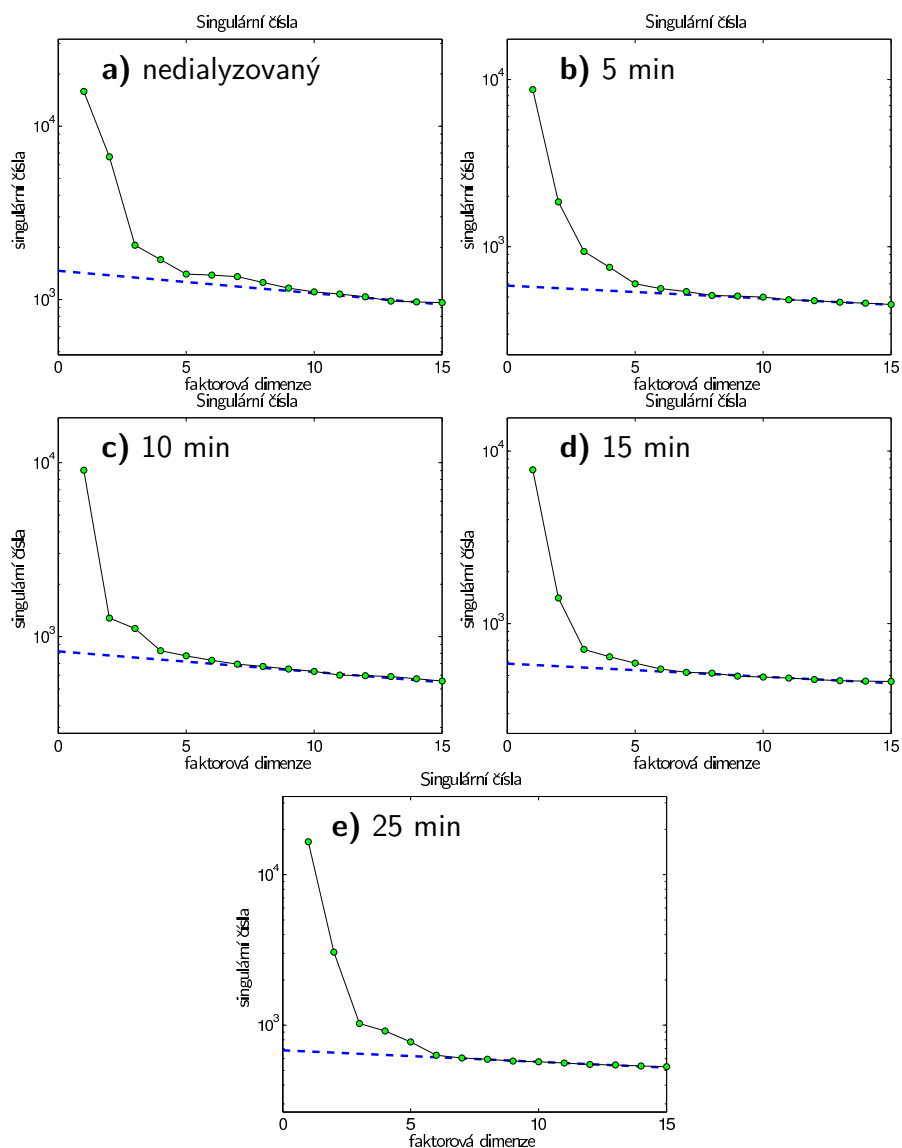 Singulární čísla
a) nedialyzovaný
singulární čísla
10^4
10^3
0 5 10 15
faktorová dimenze
Singulární čísla
b) 5 min
singulární čísla
10^4
10^3
0 5 10 15
faktorová dimenze
Singulární čísla
c) 10 min
singulární čísla
10^4
10^3
0 5 10 15
faktorová dimenze
Singulární čísla
d) 15 min
singulární čísla
10^4
10^3
0 5 10 15
faktorová dimenze
Singulární čísla
e) 25 min
singulární čísla
10^4
10^3
0 5 10 15
faktorová dimenze